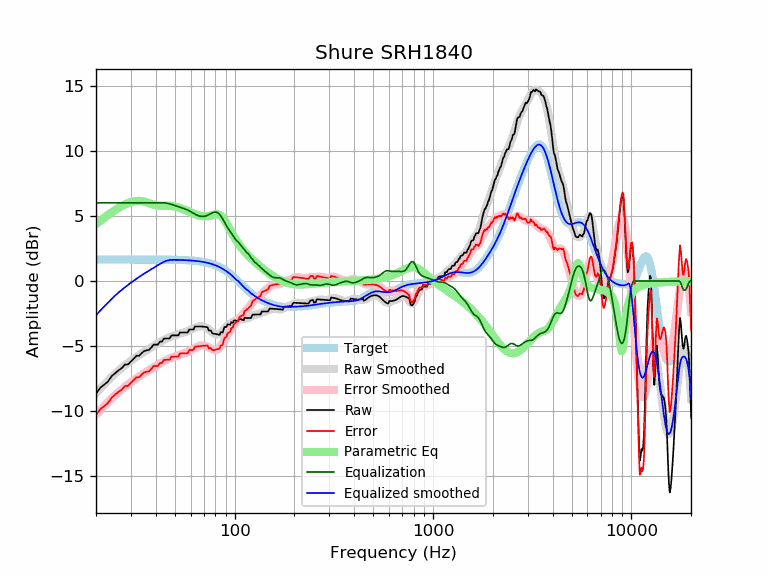 Shure SRH1840
15
10
5
0
−5
−10
−15
Amplitude (dBr)
Target
Raw Smoothed
Error Smoothed
Raw
Error
Parametric Eq
Equalization
Equalized smoothed
100
1000
10000
Frequency (Hz)